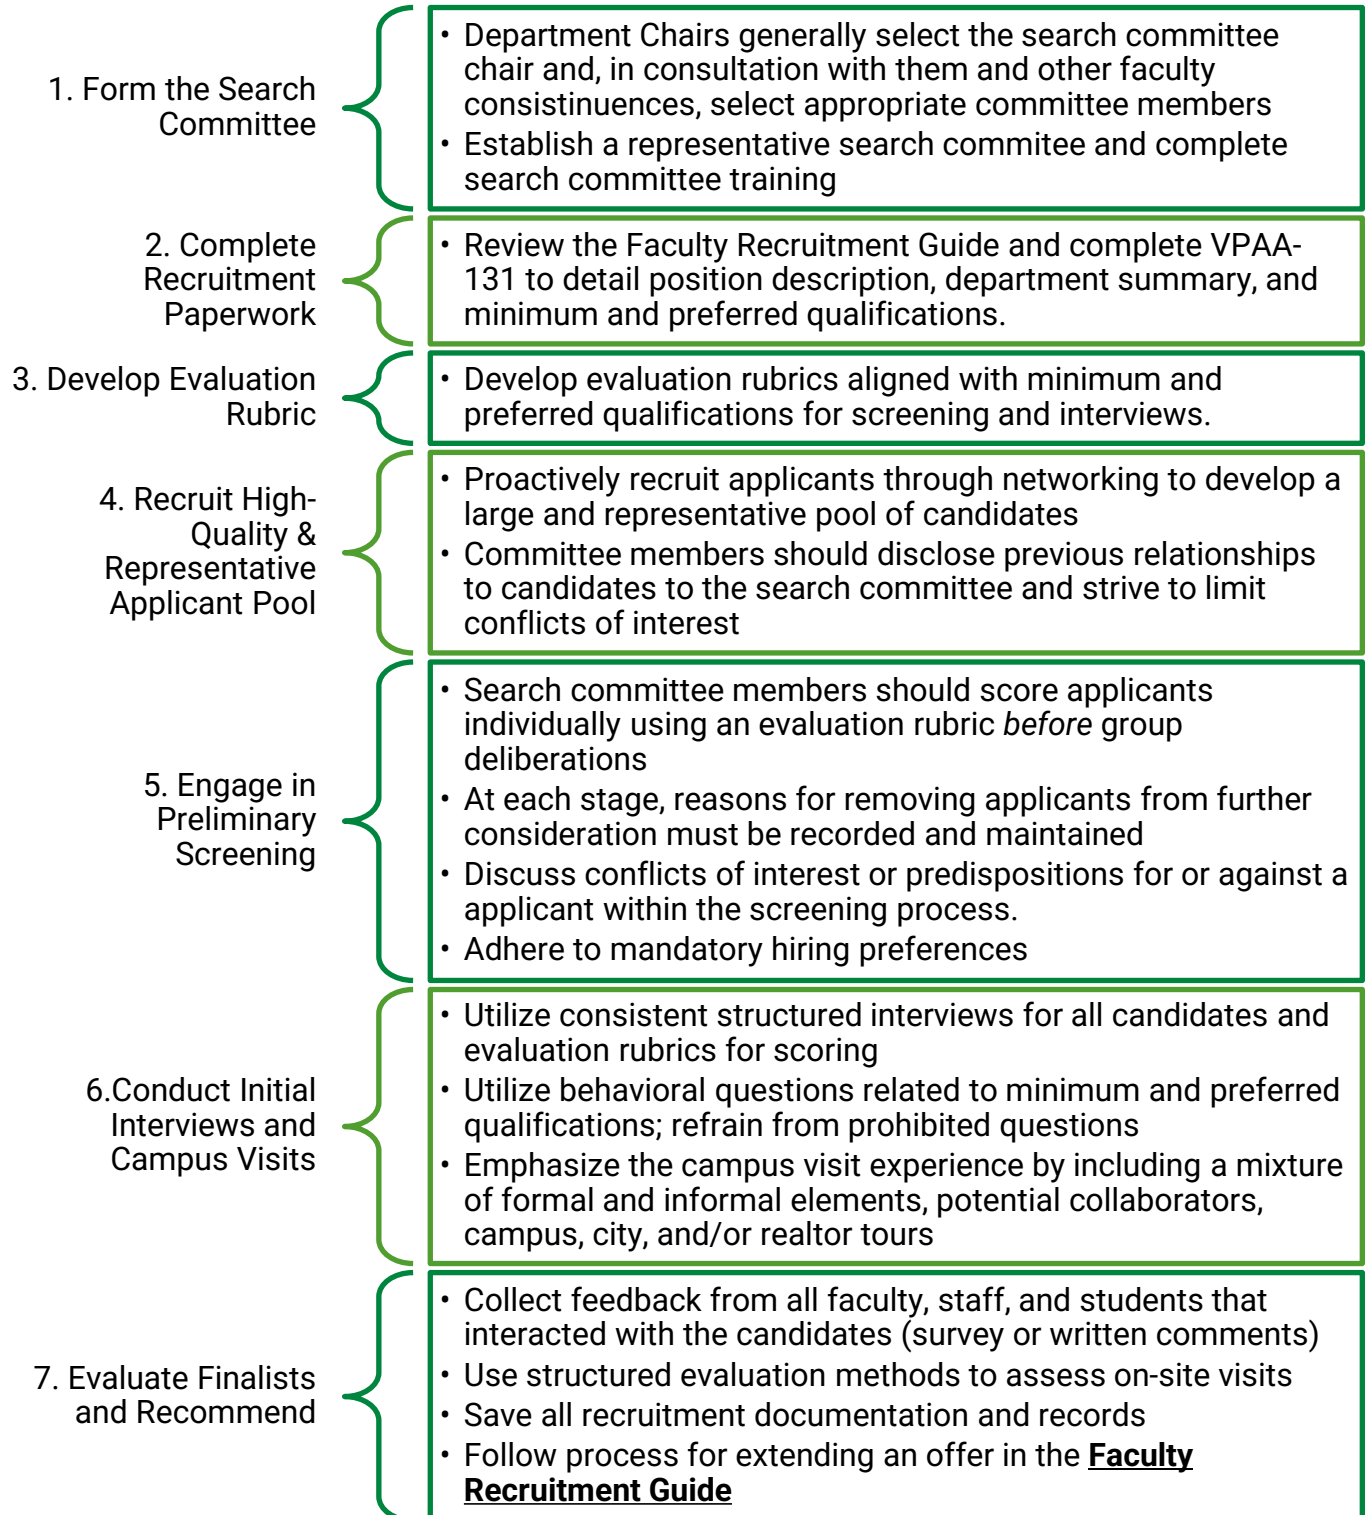 1. Form the Search
Committee
• Department Chairs generally select the search committee
chair and, in consultation with them and other faculty
consistinuences, select appropriate committee members
• Establish a representative search commitee and complete
search committee training
2. Complete
Recruitment
Paperwork
• Review the Faculty Recruitment Guide and complete VPAA-
131 to detail position description, department summary, and
minimum and preferred qualifications.
3. Develop Evaluation
Rubric
• Develop evaluation rubrics aligned with minimum and
preferred qualifications for screening and interviews.
4. Recruit High-
Quality &
Representative
Applicant Pool
• Proactively recruit applicants through networking to develop a
large and representative pool of candidates
• Committee members should disclose previous relationships
to candidates to the search committee and strive to limit
conflicts of interest
5. Engage in
Preliminary
Screening
• Search committee members should score applicants
individually using an evaluation rubric before group
deliberations
• At each stage, reasons for removing applicants from further
consideration must be recorded and maintained
• Discuss conflicts of interest or predispositions for or against a
applicant within the screening process.
• Adhere to mandatory hiring preferences
6.Conduct Initial
Interviews and
Campus Visits
• Utilize consistent structured interviews for all candidates and
evaluation rubrics for scoring
• Utilize behavioral questions related to minimum and preferred
qualifications; refrain from prohibited questions
• Emphasize the campus visit experience by including a mixture
of formal and informal elements, potential collaborators,
campus, city, and/or realtor tours
7. Evaluate Finalists
and Recommend
• Collect feedback from all faculty, staff, and students that
interacted with the candidates (survey or written comments)
• Use structured evaluation methods to assess on-site visits
• Save all recruitment documentation and records
• Follow process for extending an offer in the Faculty
Recruitment Guide